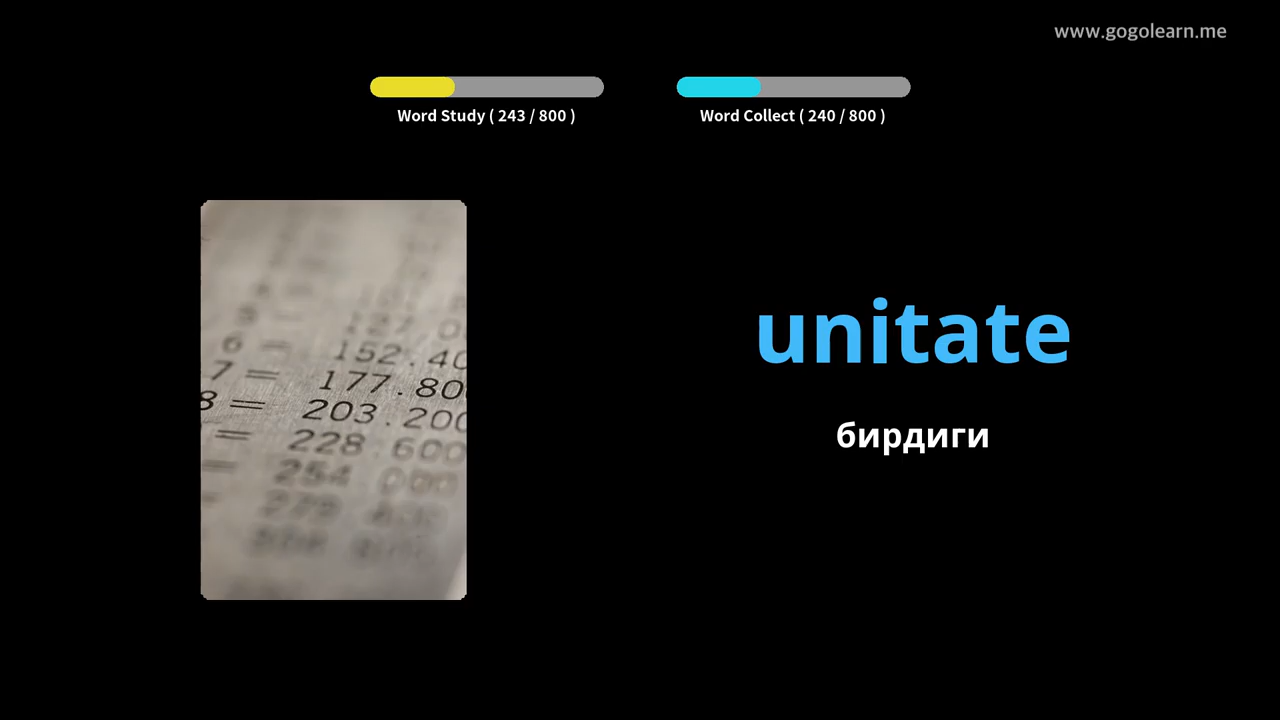 www.gogolearn.me
Word Study ( 243 / 800 )
Word Collect ( 240 / 800 )
6 = 152.40
7 = 177.80
8 = 203.200
= 228.600
254 000
unitate
бирдиги